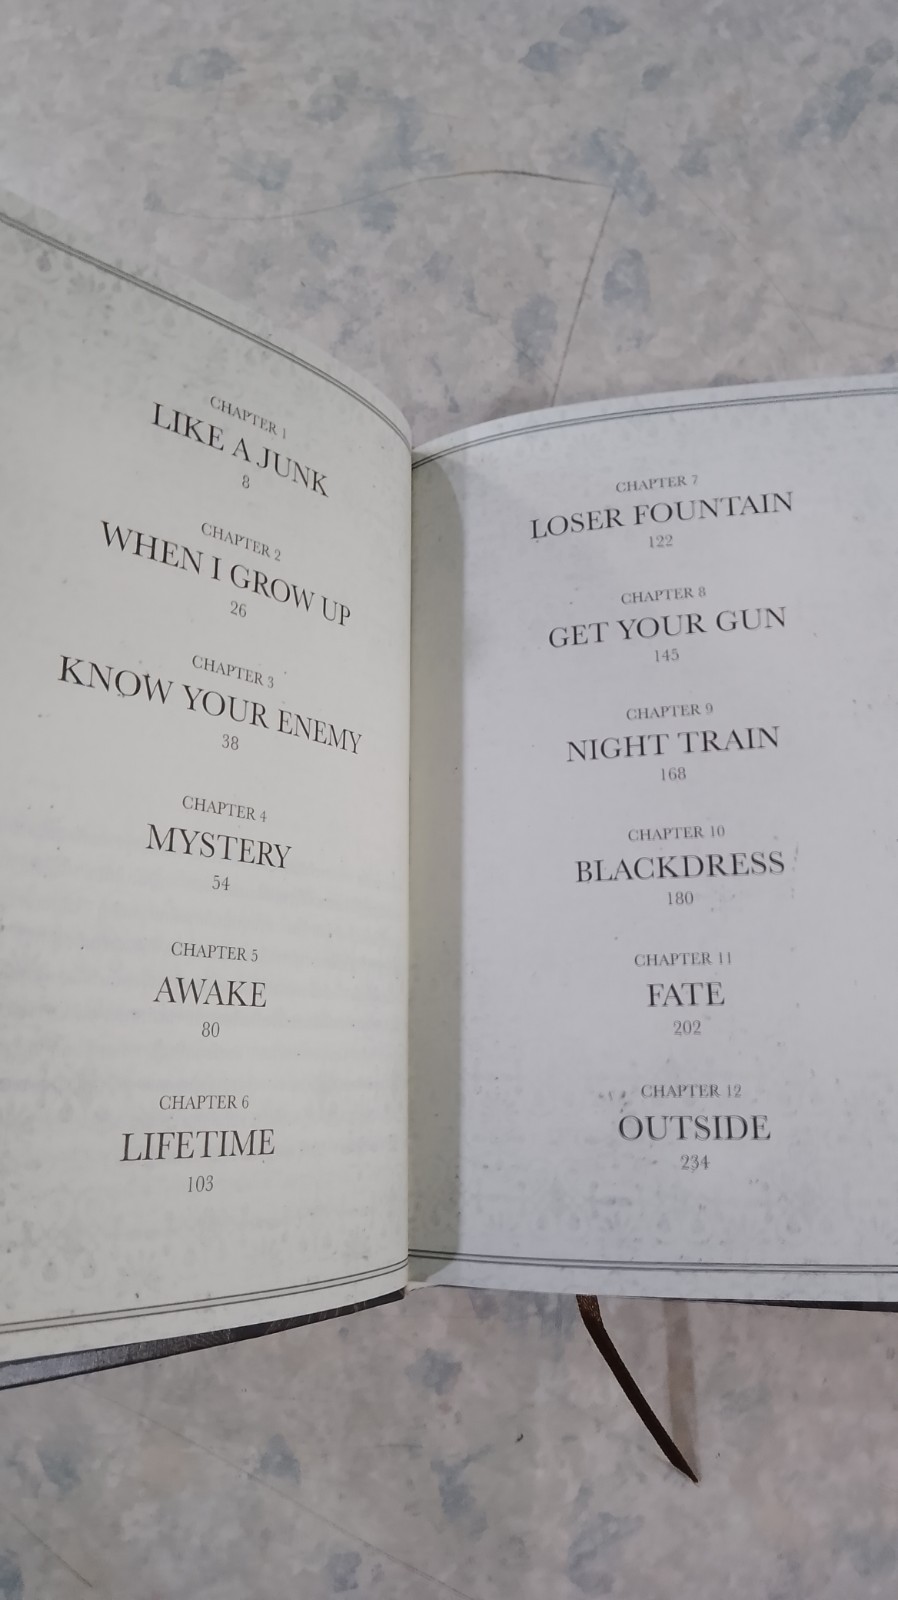 CHAPTER 1
LIKE A JUNK
8
CHAPTER 2
WHEN I GROW UP
26
CHAPTER 3
KNOW YOUR ENEMY
38
CHAPTER 4
MYSTERY
54
CHAPTER 5
AWAKE
80
CHAPTER 6
LIFETIME
103
CHAPTER 7
LOSER FOUNTAIN
122
CHAPTER 8
GET YOUR GUN
145
CHAPTER 9
NIGHT TRAIN
168
CHAPTER 10
BLACKDRESS
180
CHAPTER 11
FATE
202
CHAPTER 12
OUTSIDE
234